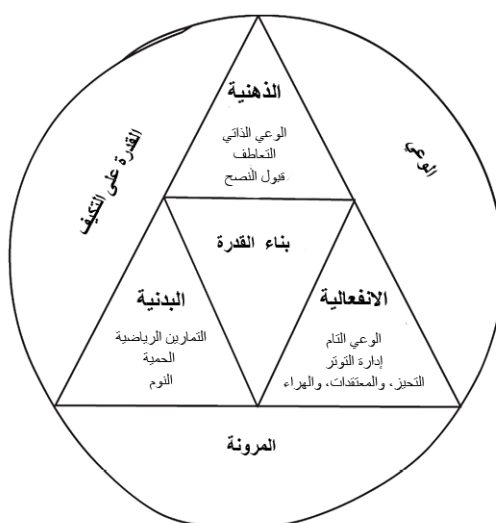 الذهنية
الوعي الذاتي
التعاطف
قبول النصح
القدرة على التكيف
الوعي
بناء القدرة
البدنية
التمارين الرياضية
الحمية
النوم
الانفعالية
الوعي التام
إدارة التوتر
التحيز، والمعتقدات، والهراء
المرونة